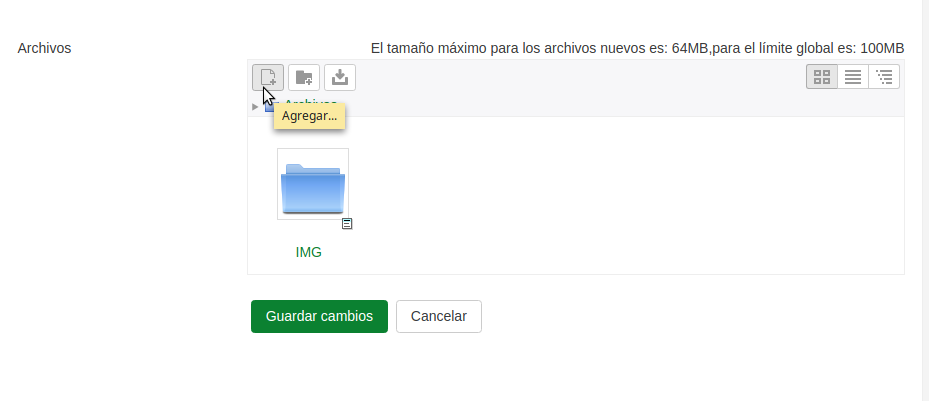 Archivos
El tamaño máximo para los archivos nuevos es: 64MB,para el límite global es: 100MB
Archivos
Agregar...
IMG
Guardar cambios
Cancelar